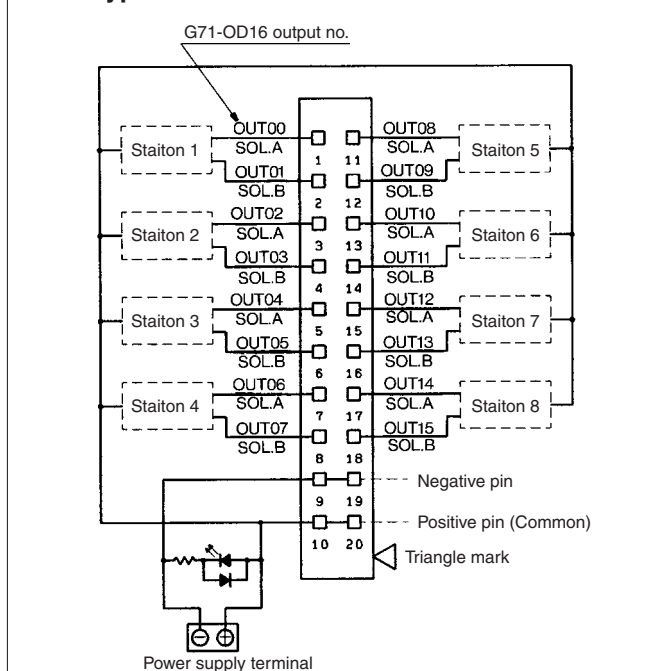 G71-OD16 output no.
OUT00
SOL.A
OUT08
SOL.A
Staiton 1
1
11
Staiton 5
OUT01
SOL.B
OUT09
SOL.B
2
12
OUT02
SOL.A
OUT10
SOL.A
Staiton 2
3
13
Staiton 6
OUT03
SOL.B
OUT11
SOL.B
4
14
OUT04
SOL.A
OUT12
SOL.A
Staiton 3
5
15
Staiton 7
OUT05
SOL.B
OUT13
SOL.B
6
16
OUT06
SOL.A
OUT14
SOL.A
Staiton 4
7
17
Staiton 8
OUT07
SOL.B
OUT15
SOL.B
8
18
Negative pin
9
19
Positive pin (Common)
10
20
Triangle mark
Power supply terminal